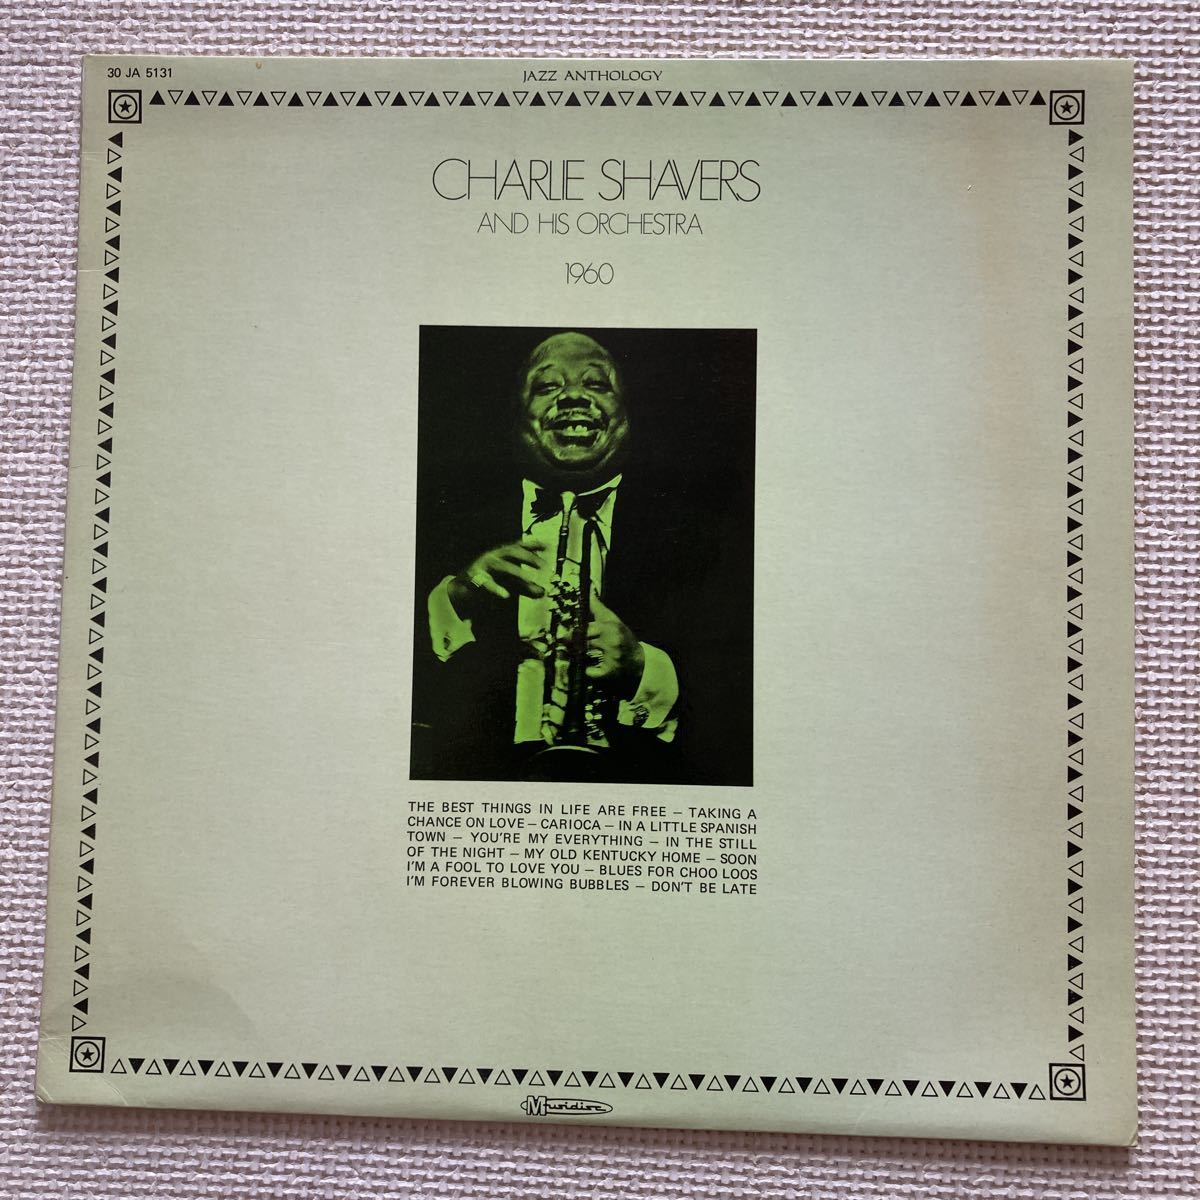 30 JA 5131
JAZZ ANTHOLOGY
CHARLIE SHAVERS
AND HIS ORCHESTRA
1960
THE BEST THINGS IN LIFE ARE FREE – TAKING A
CHANCE ON LOVE – CARIOCA – IN A LITTLE SPANISH
TOWN – YOU'RE MY EVERYTHING – IN THE STILL
OF THE NIGHT – MY OLD KENTUCKY HOME – SOON
I'M A FOOL TO LOVE YOU – BLUES FOR CHOO LOOS
I'M FOREVER BLOWING BUBBLES – DON'T BE LATE
Musidisc